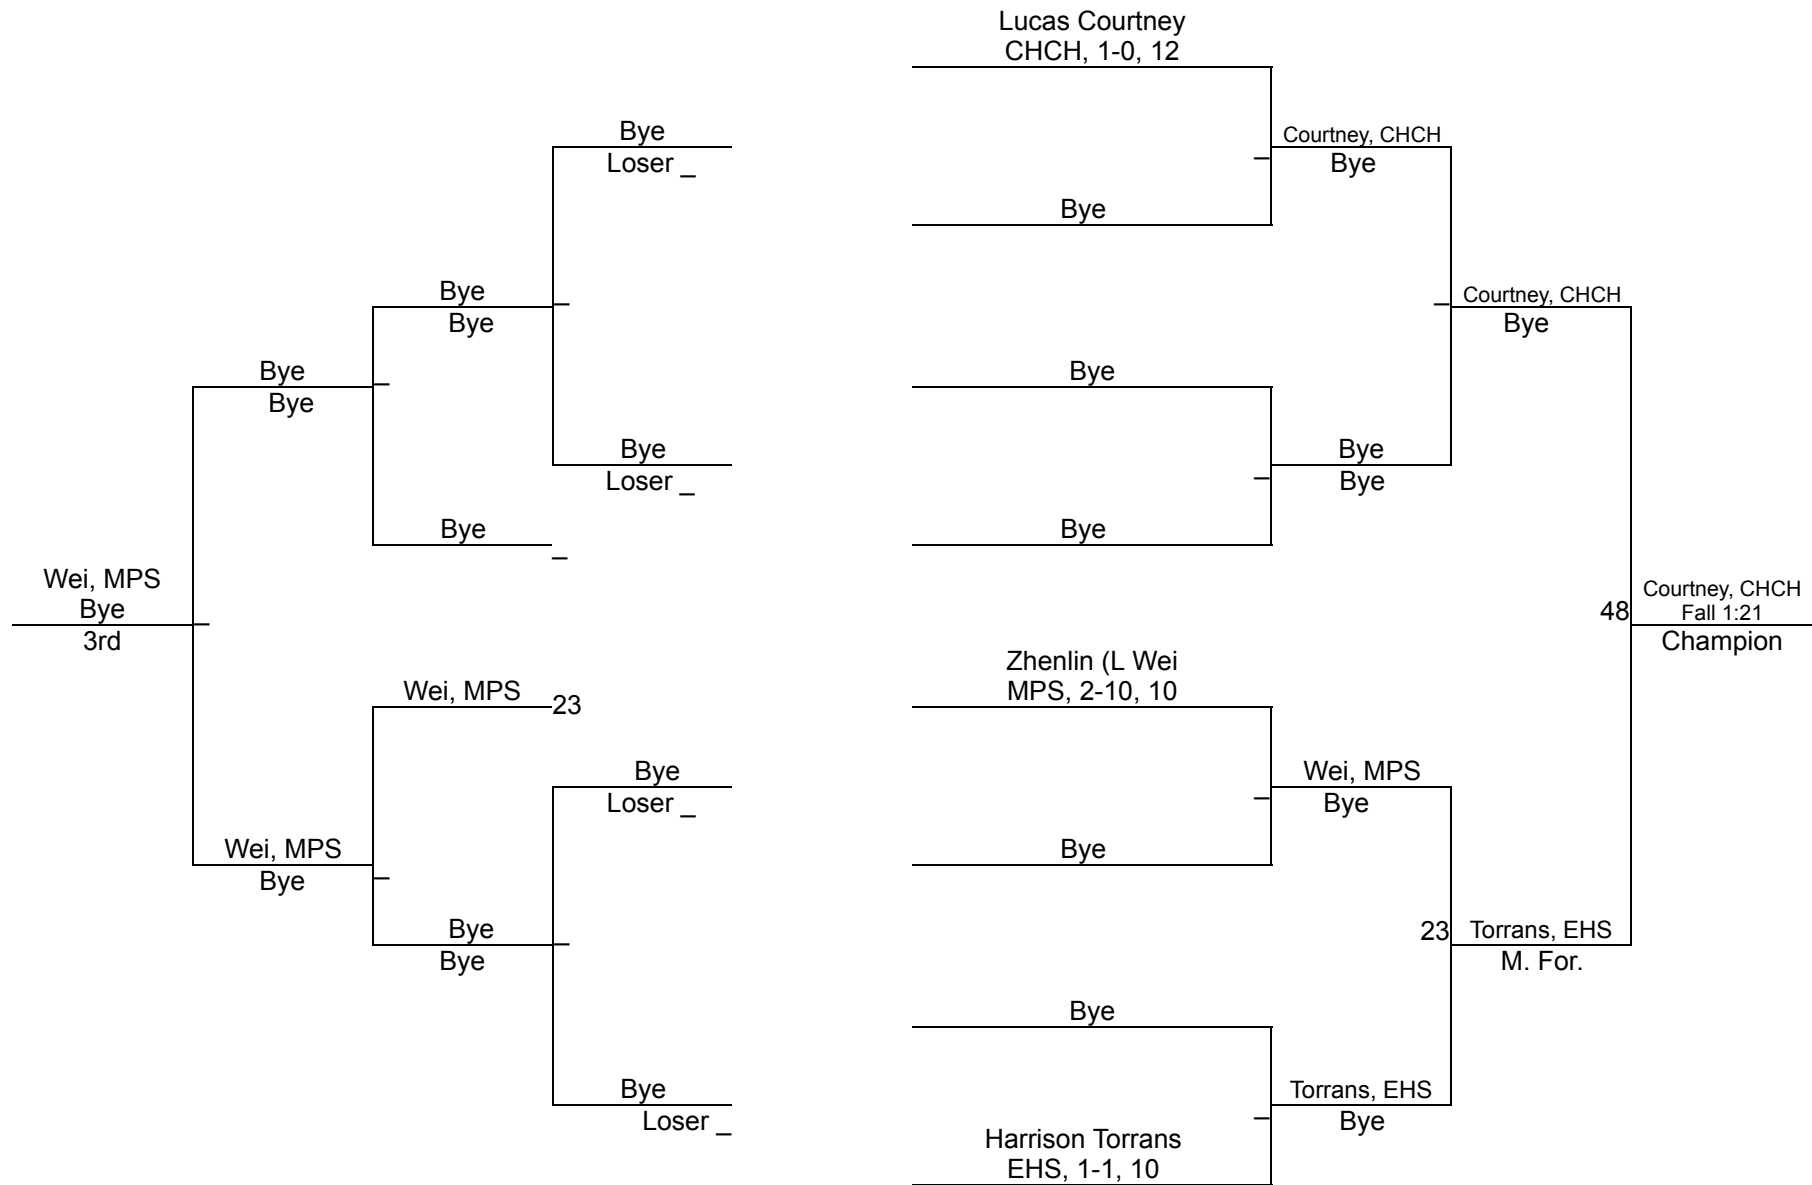 Lucas Courtney
CHCH, 1-0, 12
Bye
Loser _
Courtney, CHCH
Bye
Bye
Bye
Bye
Courtney, CHCH
Bye
Bye
Bye
Bye
Bye
Loser _
Bye
Bye
Bye
Bye
Wei, MPS
Bye
3rd
48
Courtney, CHCH
Fall 1:21
Champion
Wei, MPS
23
Zhenlin (L Wei
MPS, 2-10, 10
Bye
Loser _
Wei, MPS
Bye
Wei, MPS
Bye
Bye
Bye
Bye
23
Torrans, EHS
M. For.
Bye
Bye
Loser _
Torrans, EHS
Bye
Harrison Torrans
EHS, 1-1, 10